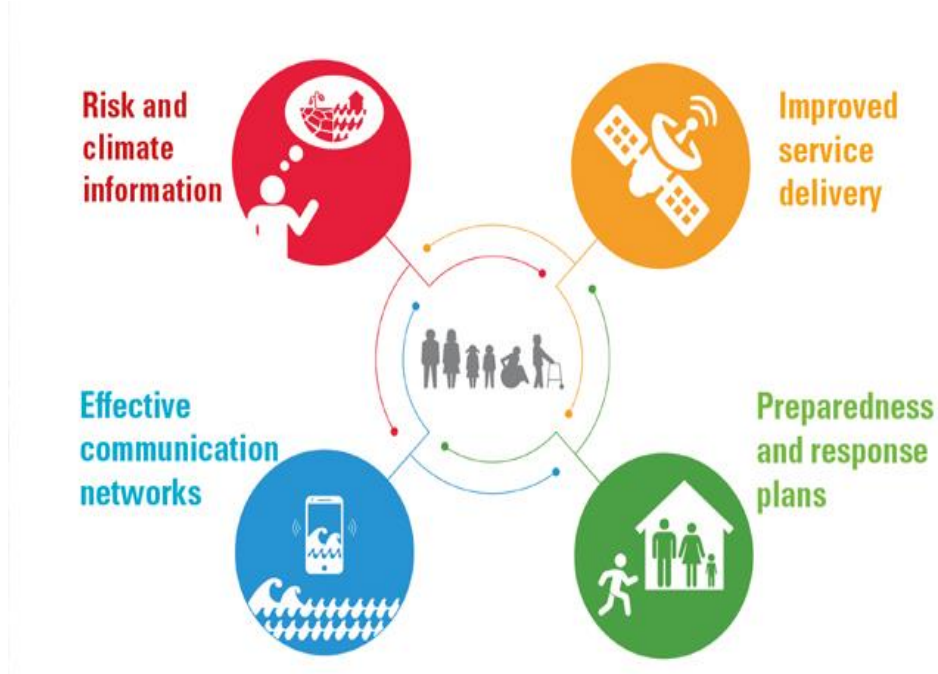 Risk and
climate
information
Improved
service
delivery
Effective
communication
networks
Preparedness
and response
plans